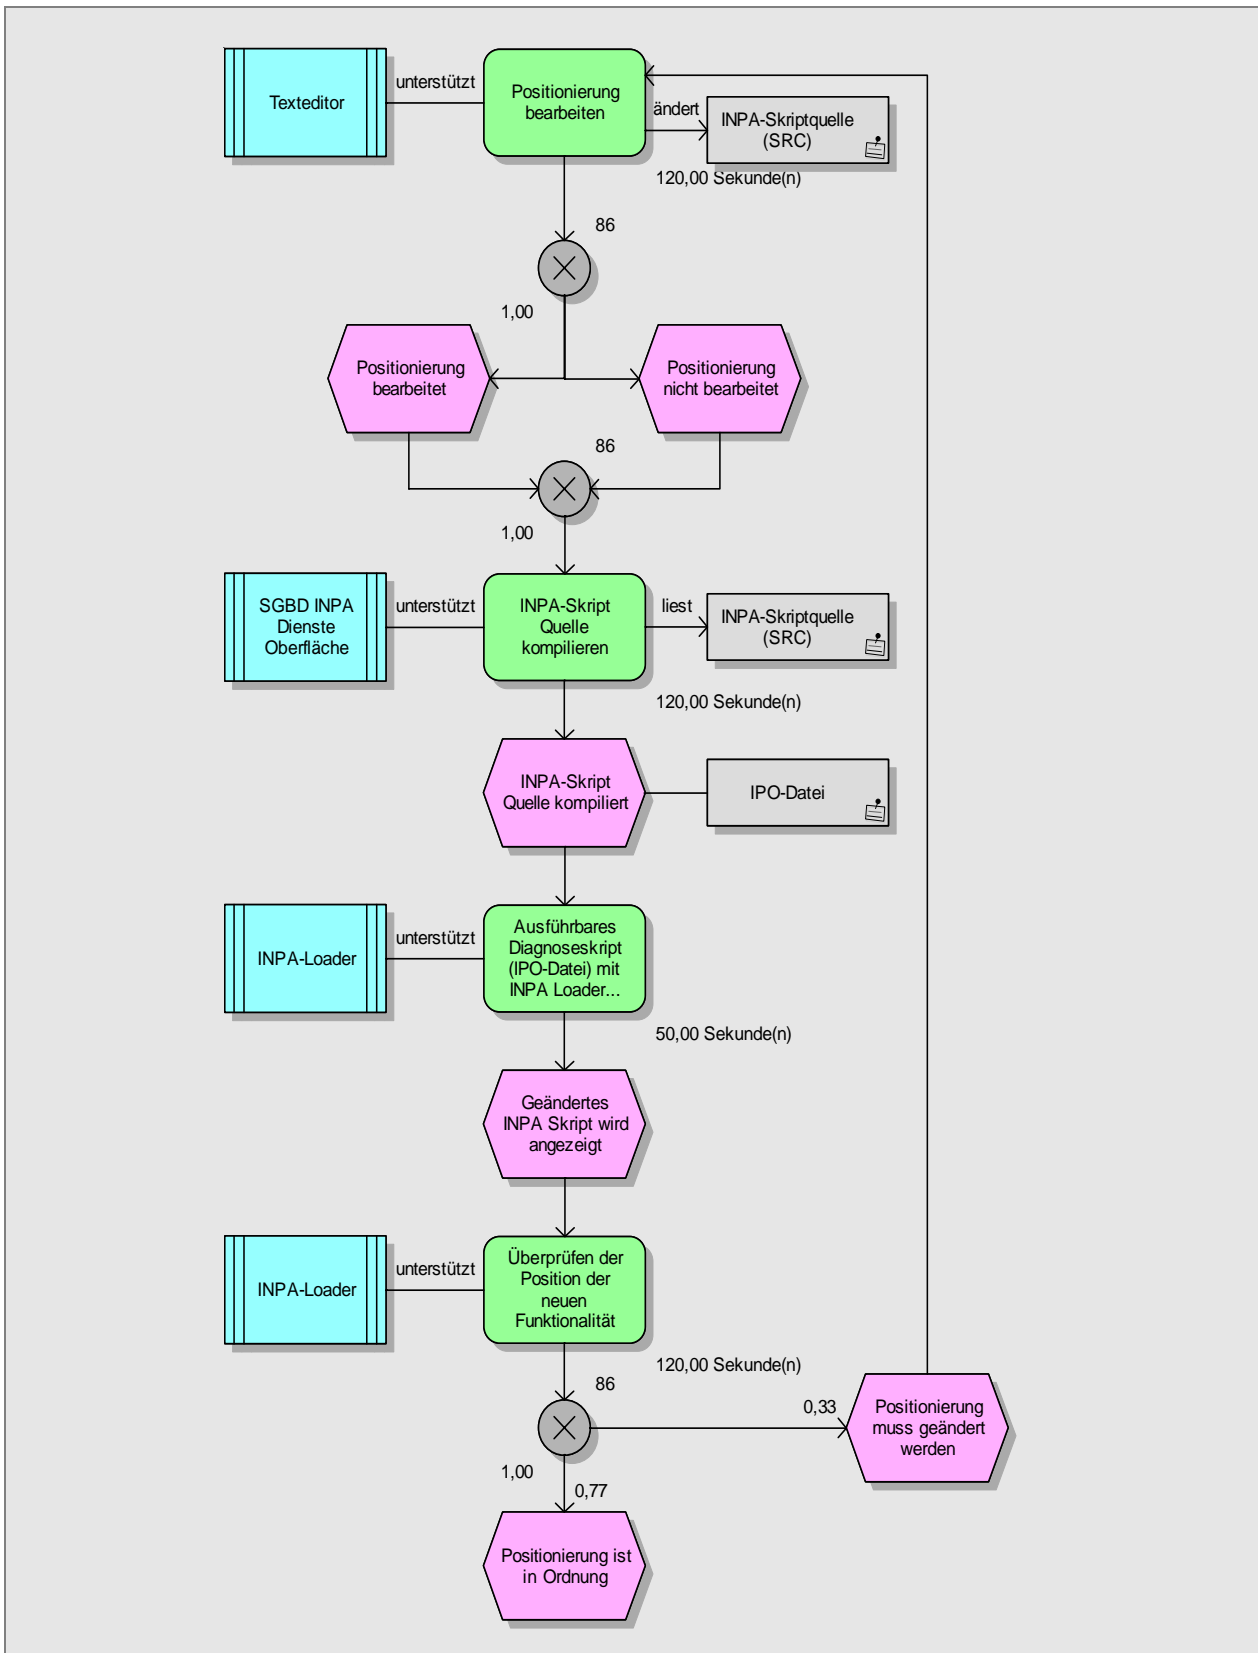 Texteditor
unterstützt
Positionierung
bearbeiten
ändert
INPA-Skriptquelle
(SRC)
120,00 Sekunde(n)
86
1,00
Positionierung
bearbeitet
Positionierung
nicht bearbeitet
86
1,00
SGBD INPA
Dienste
Oberfläche
unterstützt
INPA-Skript
Quelle
kompilieren
liest
INPA-Skriptquelle
(SRC)
120,00 Sekunde(n)
INPA-Skript
Quelle kompiliert
IPO-Datei
INPA-Loader
unterstützt
Ausführbares
Diagnoseskript
(IPO-Datei) mit
INPA Loader...
50,00 Sekunde(n)
Geändertes
INPA Skript wird
angezeigt
INPA-Loader
unterstützt
Überprüfen der
Position der
neuen
Funktionalität
120,00 Sekunde(n)
86
1,00
0,33
Positionierung
muss geändert
werden
0,77
Positionierung ist
in Ordnung